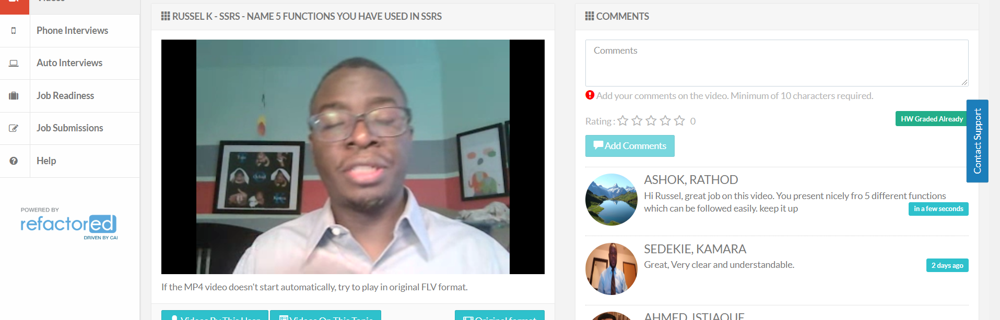 Videos
Phone Interviews
Auto Interviews
Job Readiness
Job Submissions
Help
POWERED BY
refactored
DRIVEN BY CAI
RUSSEL K - SSRS - NAME 5 FUNCTIONS YOU HAVE USED IN SSRS
If the MP4 video doesn't start automatically, try to play in original FLV format.
Videos By This User
Videos On This Topic
Original format
COMMENTS
Comments
Add your comments on the video. Minimum of 10 characters required.
Rating : 0
HW Graded Already
Add Comments
Contact Support
ASHOK, RATHOD
Hi Russel, great job on this video. You present nicely fro 5 different functions
which can be followed easily. keep it up
in a few seconds
SEDEKIE, KAMARA
Great, Very clear and understandable.
2 days ago
AHMED, ISTIAQUE